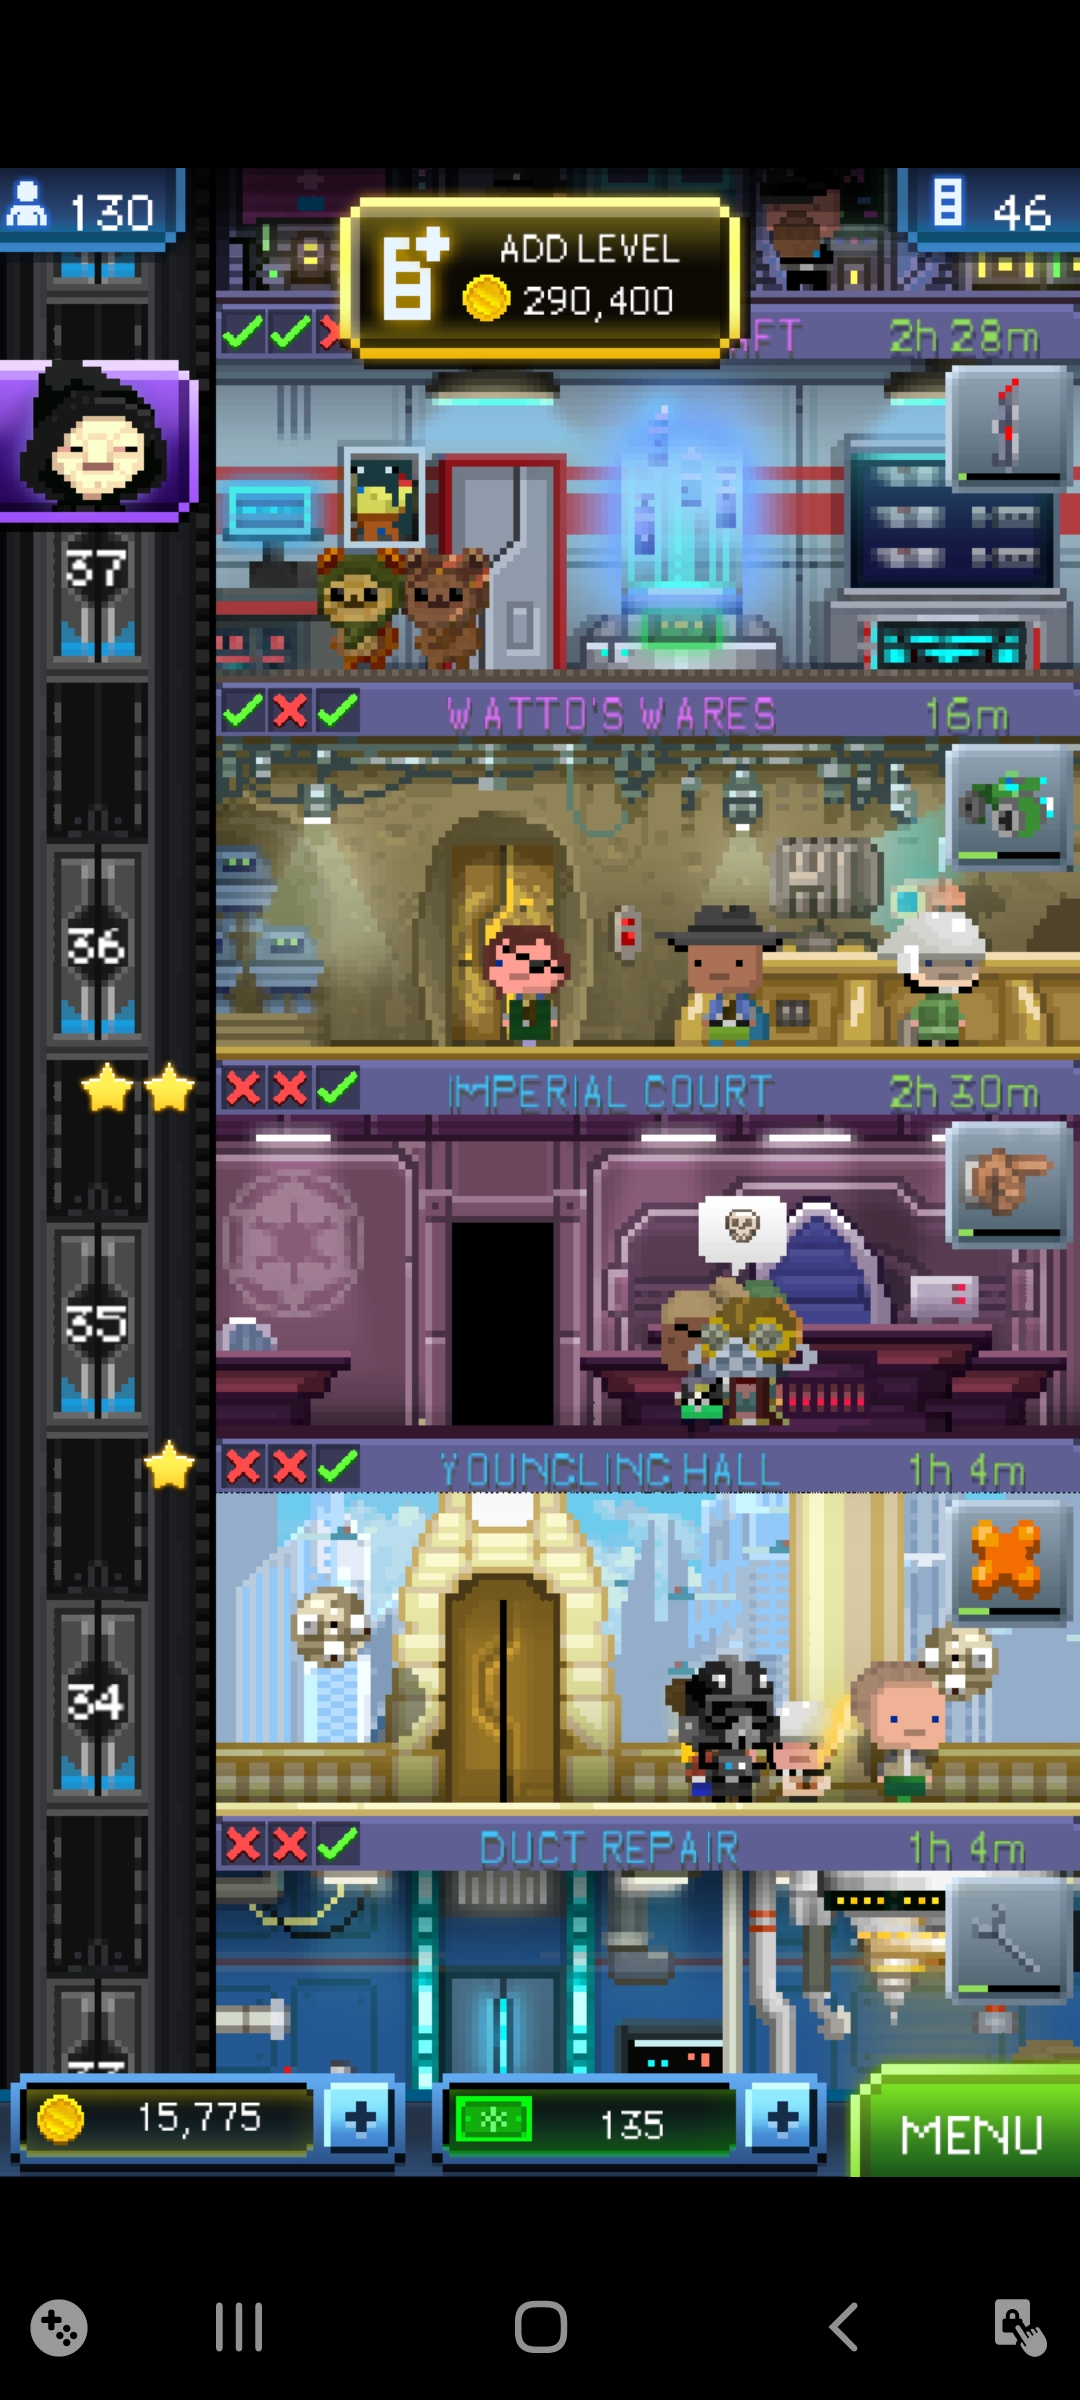 130
ADD LEVEL
290,400
46
2h 28m
37
WATTO'S WARES
16m
36
IMPERIAL COURT
2h 30m
35
YOUNGLING HALL
1h 4m
34
DUCT REPAIR
1h 4m
15,775
135
MENU